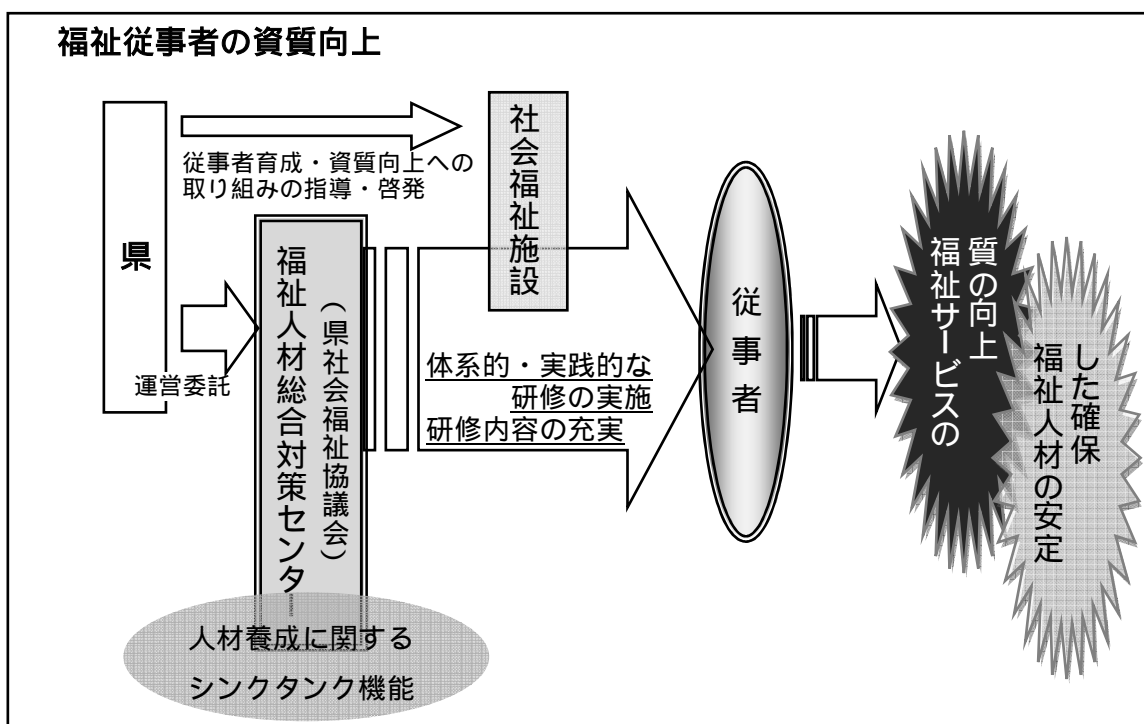 福祉従事者の資質向上
県
従事者育成・資質向上への
取り組みの指導・啓発
社会福祉施設
運営委託
福祉人材総合対策センタ
(県社会福祉協議会)
体系的・実践的な
研修の実施
研修内容の充実
従事者
福祉サービスの
質の向上
福祉人材の安定
した確保
人材養成に関する
シンクタンク機能